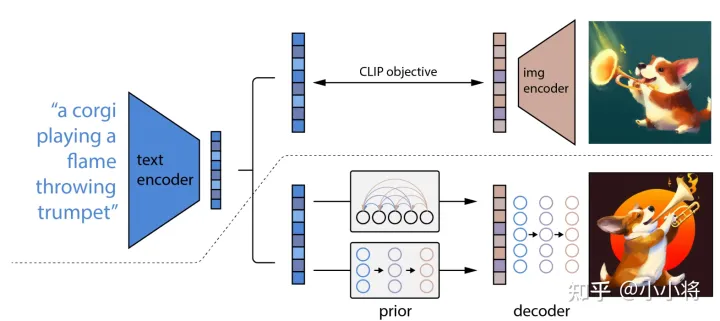 “a corgi
playing a
flame
throwing
trumpet”
text
encoder
CLIP objective
img
encoder
prior
decoder
知乎 @小小将